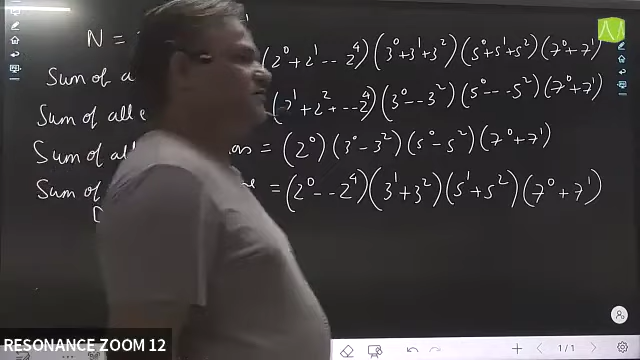 N =
Sum of a (2⁰ + 2¹ -- 2⁴) (3⁰ + 3¹ + 3²) (5⁰ + 5¹ + 5²) (7⁰ + 7¹)
Sum of all e (2¹ + 2² + -- 2⁴) (3⁰ -- 3²) (5⁰ -- 5²) (7⁰ + 7¹)
Sum of all = (2⁰) (3⁰ - 3²) (5⁰ - 5²) (7⁰ + 7¹)
Sum of = (2⁰ -- 2⁴) (3¹ + 3²) (5¹ + 5²) (7⁰ + 7¹)
RESONANCE ZOOM 12
1/1